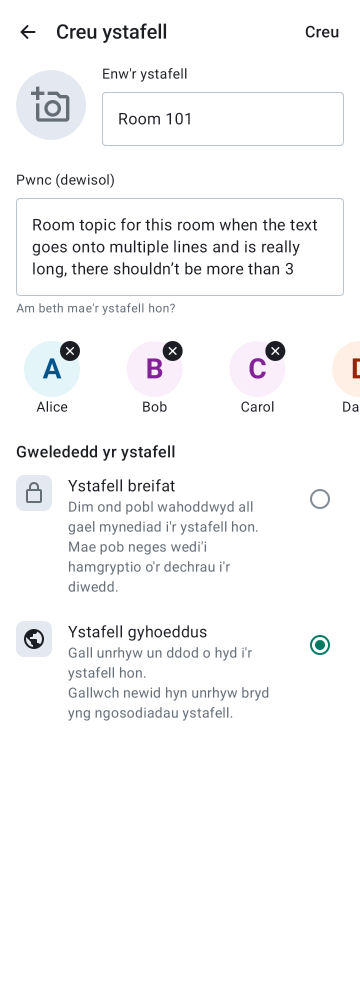 Creu ystafell
Creu
Enw'r ystafell
Room 101
Pwnc (dewisol)
Room topic for this room when the text
goes onto multiple lines and is really
long, there shouldn’t be more than 3
Am beth mae'r ystafell hon?
A
B
C
D
Alice
Bob
Carol
Da
Gwelededd yr ystafell
Ystafell breifat
Dim ond pobl wahoddwyd all
gael mynediad i'r ystafell hon.
Mae pob neges wedi'i
hamgryptio o'r dechrau i'r
diwedd.
Ystafell gyhoeddus
Gall unrhyw un ddod o hyd i'r
ystafell hon.
Gallwch newid hyn unrhyw bryd
yng ngosodiadau ystafell.